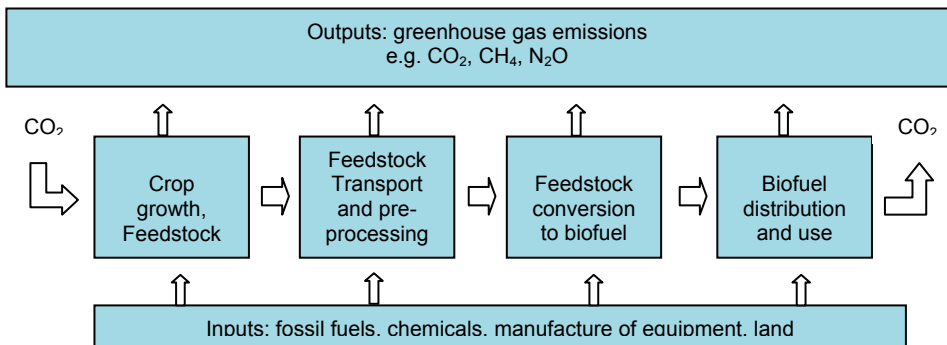 Outputs: greenhouse gas emissions
e.g. CO₂, CH₄, N₂O
CO₂
CO₂
Crop
growth,
Feedstock
Feedstock
Transport
and pre-
processing
Feedstock
conversion
to biofuel
Biofuel
distribution
and use
Inputs: fossil fuels, chemicals, manufacture of equipment, land